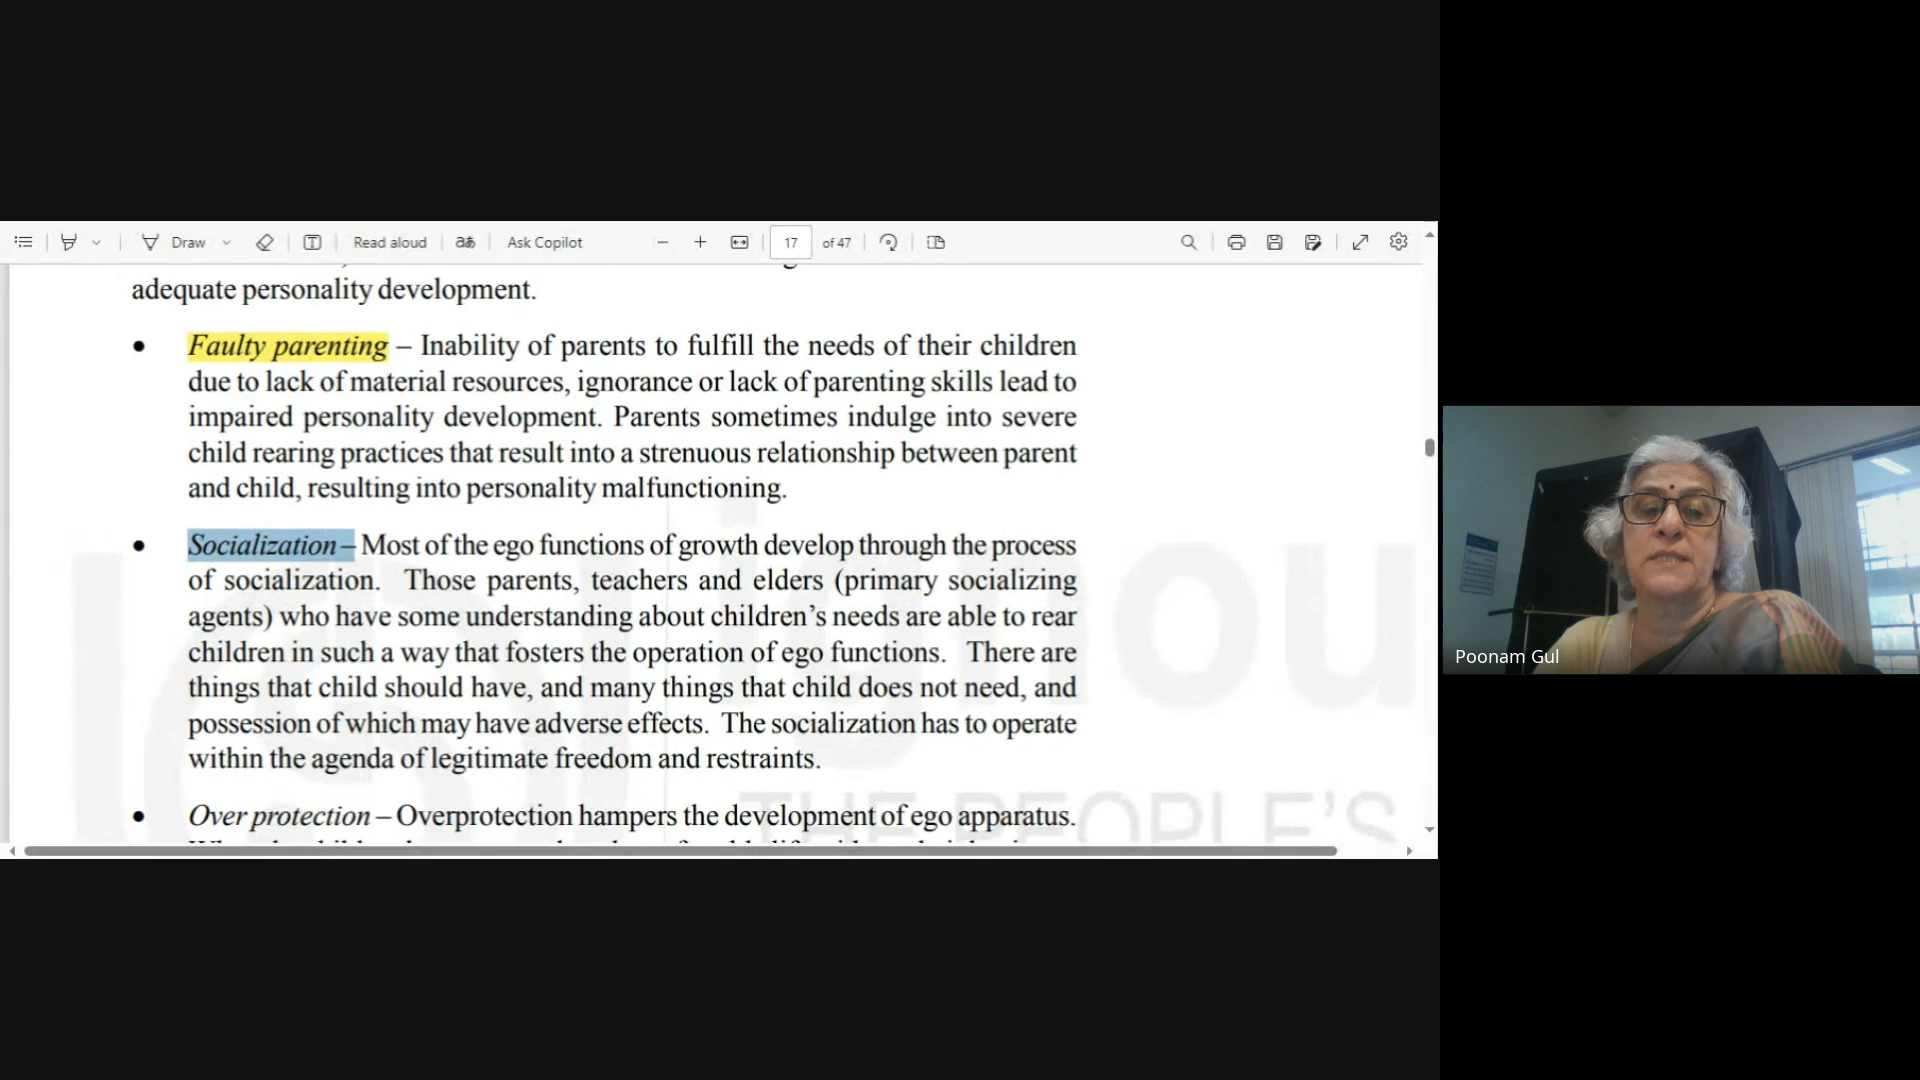 Draw
Read aloud
Ask Copilot
17
of 47
adequate personality development.
• Faulty parenting – Inability of parents to fulfill the needs of their children
due to lack of material resources, ignorance or lack of parenting skills lead to
impaired personality development. Parents sometimes indulge into severe
child rearing practices that result into a strenuous relationship between parent
and child, resulting into personality malfunctioning.
• Socialization – Most of the ego functions of growth develop through the process
of socialization. Those parents, teachers and elders (primary socializing
agents) who have some understanding about children’s needs are able to rear
children in such a way that fosters the operation of ego functions. There are
things that child should have, and many things that child does not need, and
possession of which may have adverse effects. The socialization has to operate
within the agenda of legitimate freedom and restraints.
• Over protection – Overprotection hampers the development of ego apparatus.
ignou
THE PEOPLE’S
Poonam Gul